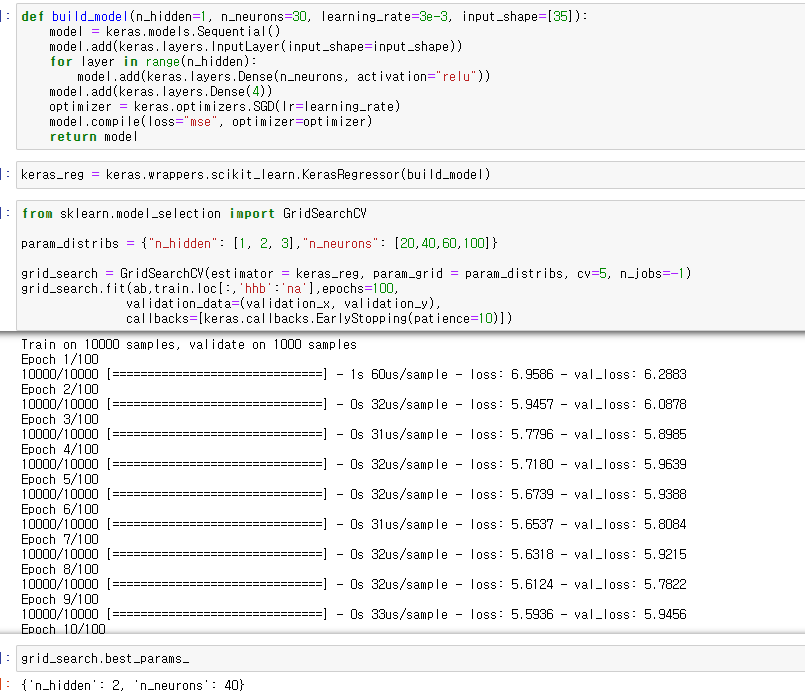 ]: def build_model(n_hidden=1, n_neurons=30, learning_rate=3e-3, input_shape=[35]):
    model = keras.models.Sequential()
    model.add(keras.layers.InputLayer(input_shape=input_shape))
    for layer in range(n_hidden):
        model.add(keras.layers.Dense(n_neurons, activation="relu"))
    model.add(keras.layers.Dense(4))
    optimizer = keras.optimizers.SGD(lr=learning_rate)
    model.compile(loss="mse", optimizer=optimizer)
    return model
]: keras_reg = keras.wrappers.scikit_learn.KerasRegressor(build_model)
]: from sklearn.model_selection import GridSearchCV
param_distribs = {"n_hidden": [1, 2, 3],"n_neurons": [20,40,60,100]}
grid_search = GridSearchCV(estimator = keras_reg, param_grid = param_distribs, cv=5, n_jobs=-1)
grid_search.fit(ab,train.loc[:,'hhb':'na'],epochs=100,
               validation_data=(validation_x, validation_y),
               callbacks=[keras.callbacks.EarlyStopping(patience=10)])
Train on 10000 samples, validate on 1000 samples
Epoch 1/100
10000/10000 [==============================] - 1s 60us/sample - loss: 6.9586 - val_loss: 6.2883
Epoch 2/100
10000/10000 [==============================] - 0s 32us/sample - loss: 5.9457 - val_loss: 6.0878
Epoch 3/100
10000/10000 [==============================] - 0s 31us/sample - loss: 5.7796 - val_loss: 5.8985
Epoch 4/100
10000/10000 [==============================] - 0s 32us/sample - loss: 5.7180 - val_loss: 5.9639
Epoch 5/100
10000/10000 [==============================] - 0s 32us/sample - loss: 5.6739 - val_loss: 5.9388
Epoch 6/100
10000/10000 [==============================] - 0s 31us/sample - loss: 5.6537 - val_loss: 5.8084
Epoch 7/100
10000/10000 [==============================] - 0s 32us/sample - loss: 5.6318 - val_loss: 5.9215
Epoch 8/100
10000/10000 [==============================] - 0s 32us/sample - loss: 5.6124 - val_loss: 5.7822
Epoch 9/100
10000/10000 [==============================] - 0s 33us/sample - loss: 5.5936 - val_loss: 5.9456
Epoch 10/100
]: grid_search.best_params_
]: {'n_hidden': 2, 'n_neurons': 40}